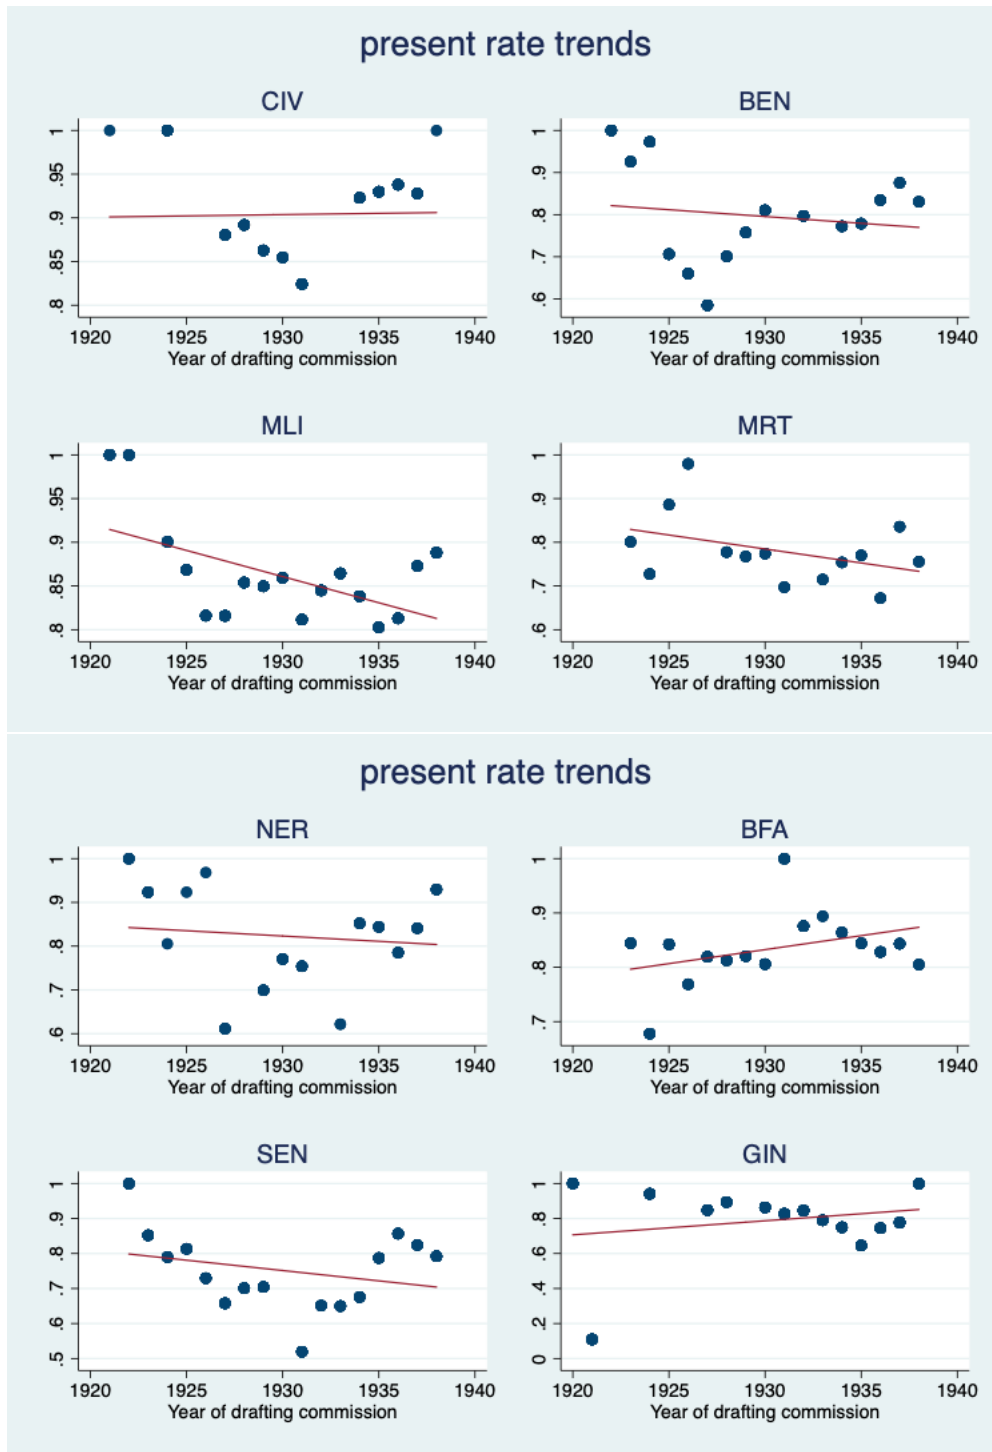 present rate trends
CIV
1
.95
.9
.85
.8
1920 1925 1930 1935 1940
Year of drafting commission
BEN
1
.9
.8
.7
.6
1920 1925 1930 1935 1940
Year of drafting commission
MLI
1
.95
.9
.85
.8
1920 1925 1930 1935 1940
Year of drafting commission
MRT
1
.9
.8
.7
.6
1920 1925 1930 1935 1940
Year of drafting commission
present rate trends
NER
1
.9
.8
.7
.6
1920 1925 1930 1935 1940
Year of drafting commission
BFA
1
.9
.8
.7
1920 1925 1930 1935 1940
Year of drafting commission
SEN
1
.9
.8
.7
.6
.5
1920 1925 1930 1935 1940
Year of drafting commission
GIN
1
.8
.6
.4
.2
0
1920 1925 1930 1935 1940
Year of drafting commission